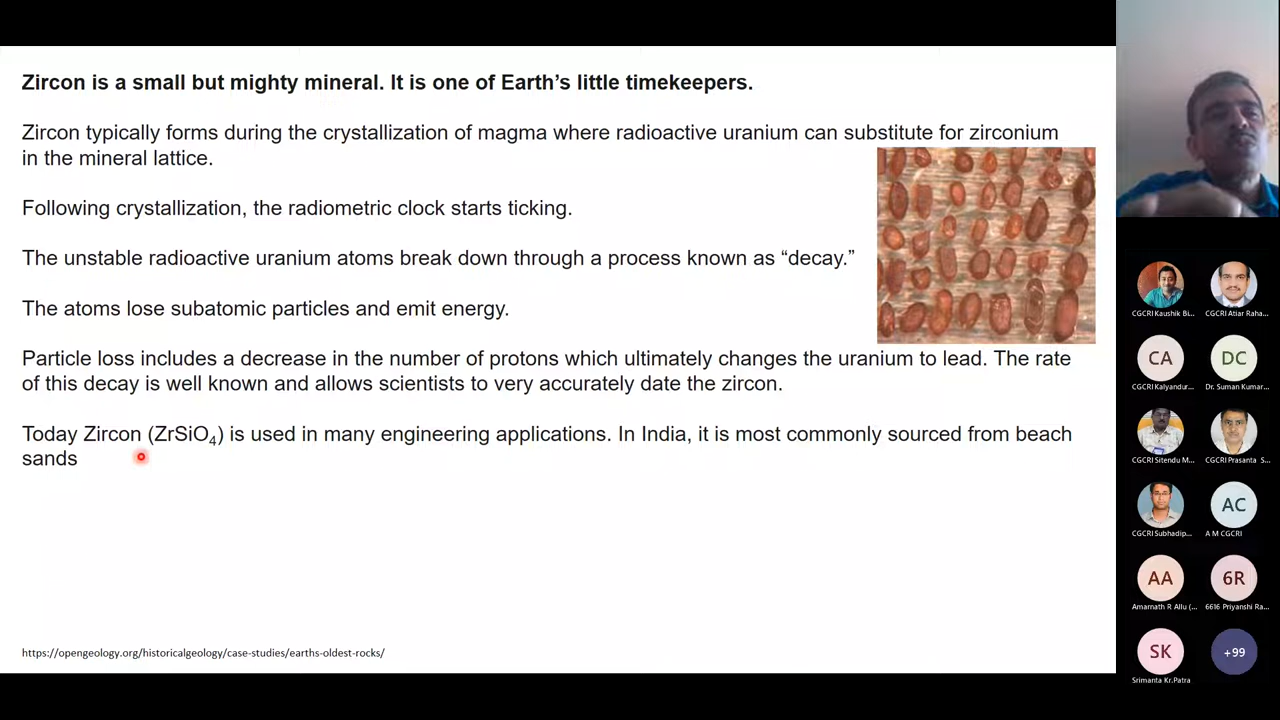 Zircon is a small but mighty mineral. It is one of Earth’s little timekeepers.
Zircon typically forms during the crystallization of magma where radioactive uranium can substitute for zirconium
in the mineral lattice.
Following crystallization, the radiometric clock starts ticking.
The unstable radioactive uranium atoms break down through a process known as “decay.”
The atoms lose subatomic particles and emit energy.
Particle loss includes a decrease in the number of protons which ultimately changes the uranium to lead. The rate
of this decay is well known and allows scientists to very accurately date the zircon.
Today Zircon (ZrSiO₄) is used in many engineering applications. In India, it is most commonly sourced from beach
sands
https://opengeology.org/historicalgeology/case-studies/earths-oldest-rocks/
CGCRI Kaushik Bi...
CGCRI Atiar Raha...
CA
DC
CGCRI Kalyandur...
Dr. Suman Kumar...
CGCRI Sitendu M...
CGCRI Prasanta S...
AC
CGCRI Subhadip...
A M CGCRI
AA
6R
Amarnath R Allu (...
6616 Priyanshi Ra...
SK
+99
Srimanta Kr.Patra